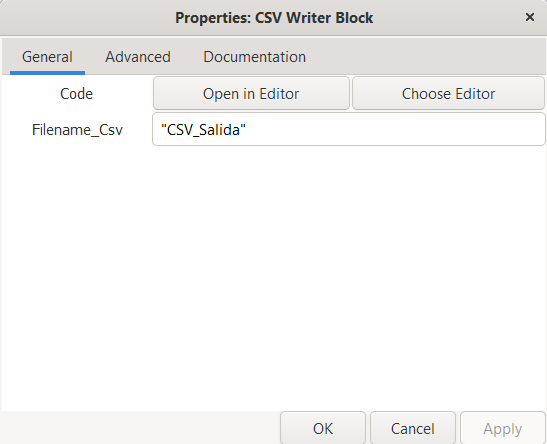 Properties: CSV Writer Block ×
General Advanced Documentation
Code Open in Editor Choose Editor
Filename_Csv "CSV_Salida"
OK Cancel Apply